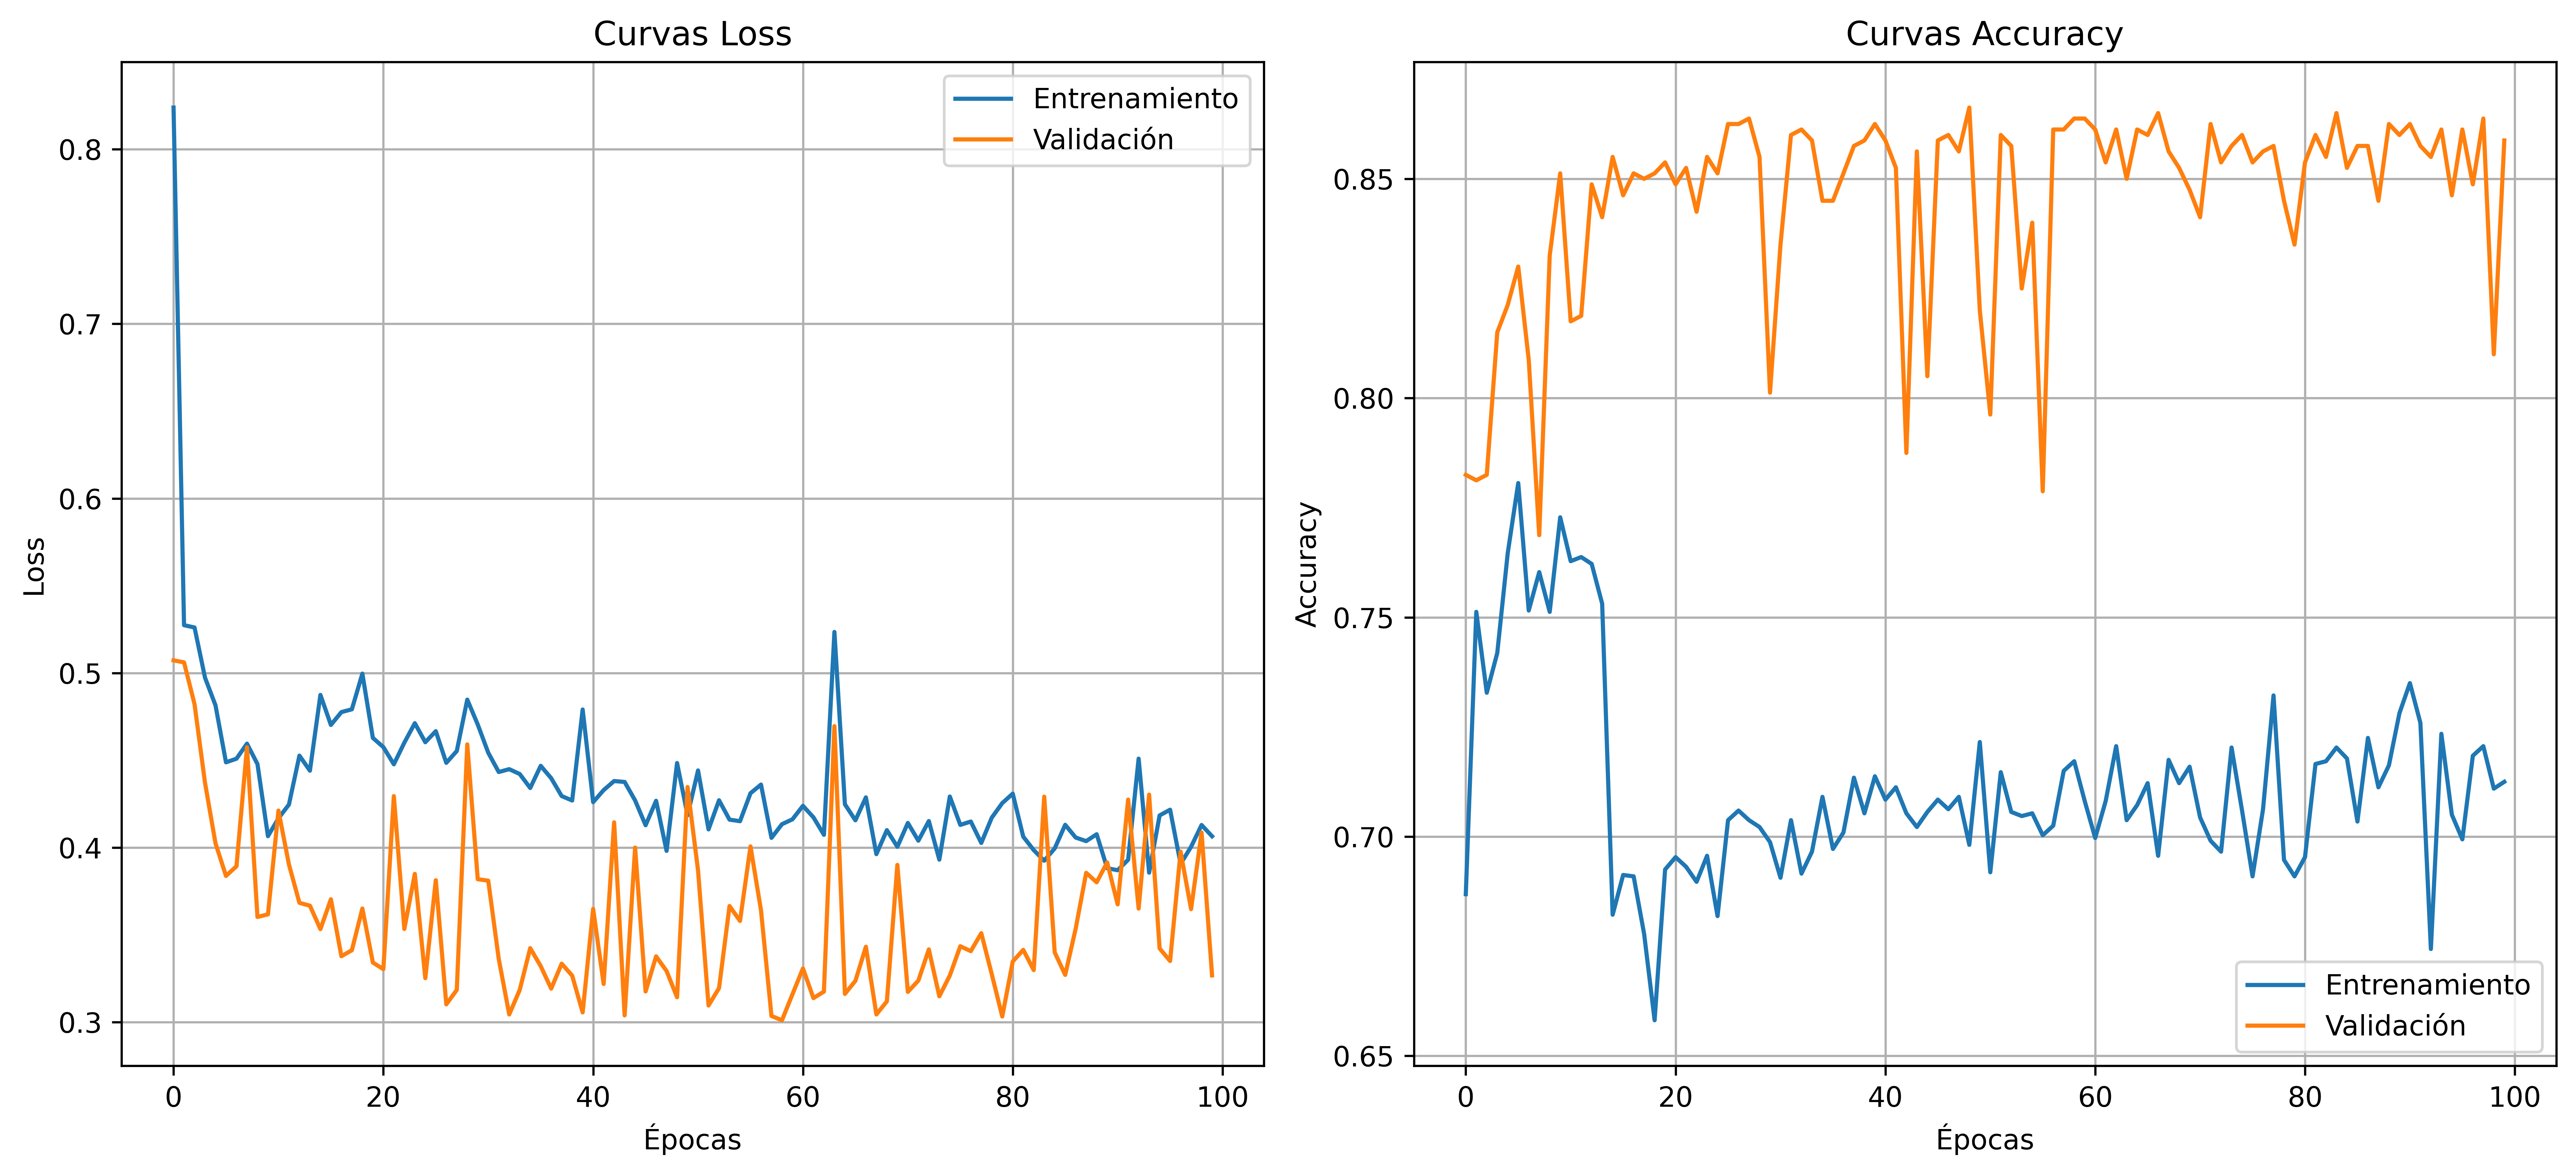 Curvas Loss
Loss
0.8
0.7
0.6
0.5
0.4
0.3
0 20 40 60 80 100
Épocas
Entrenamiento
Validación
Curvas Accuracy
Accuracy
0.85
0.80
0.75
0.70
0.65
0 20 40 60 80 100
Épocas
Entrenamiento
Validación